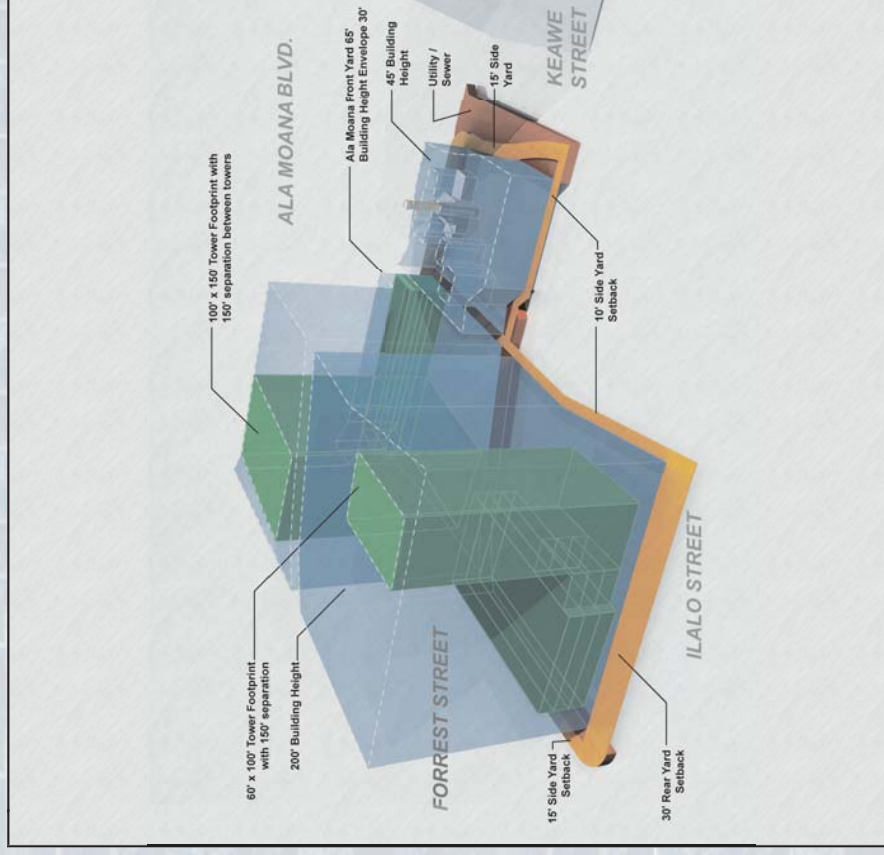 100' x 150' Tower Footprint with
150' separation between towers
ALA MOANA BLVD.
Ala Moana Front Yard 65'
Building Height Envelope 30'
45' Building
Height
Utility /
Sewer
15' Side
Yard
KEAWE
STREET
60' x 100' Tower Footprint
with 150' separation
200' Building Height
FORREST STREET
10' Side Yard
Setback
15' Side Yard
Setback
30' Rear Yard
Setback
ILALO STREET